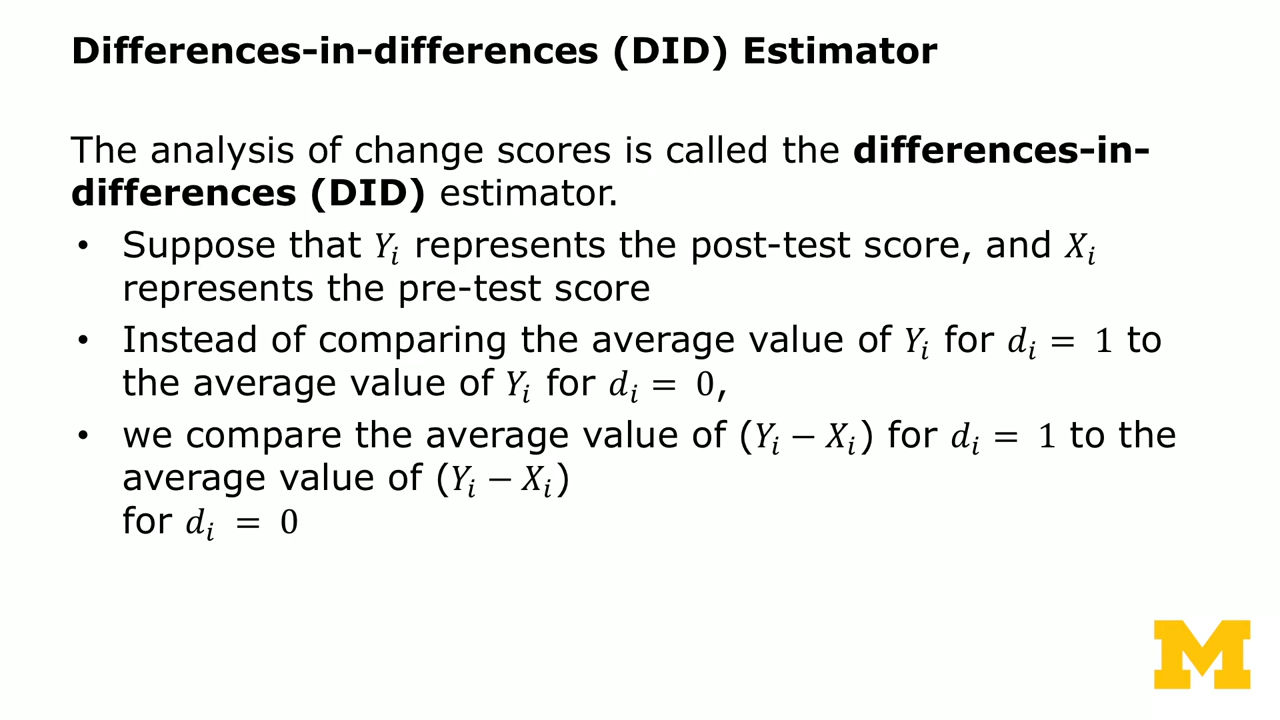 Differences-in-differences (DID) Estimator
The analysis of change scores is called the differences-in-
differences (DID) estimator.
• Suppose that Yᵢ represents the post-test score, and Xᵢ
represents the pre-test score
• Instead of comparing the average value of Yᵢ for dᵢ = 1 to
the average value of Yᵢ for dᵢ = 0,
• we compare the average value of (Yᵢ − Xᵢ) for dᵢ = 1 to the
average value of (Yᵢ − Xᵢ)
for dᵢ = 0
M